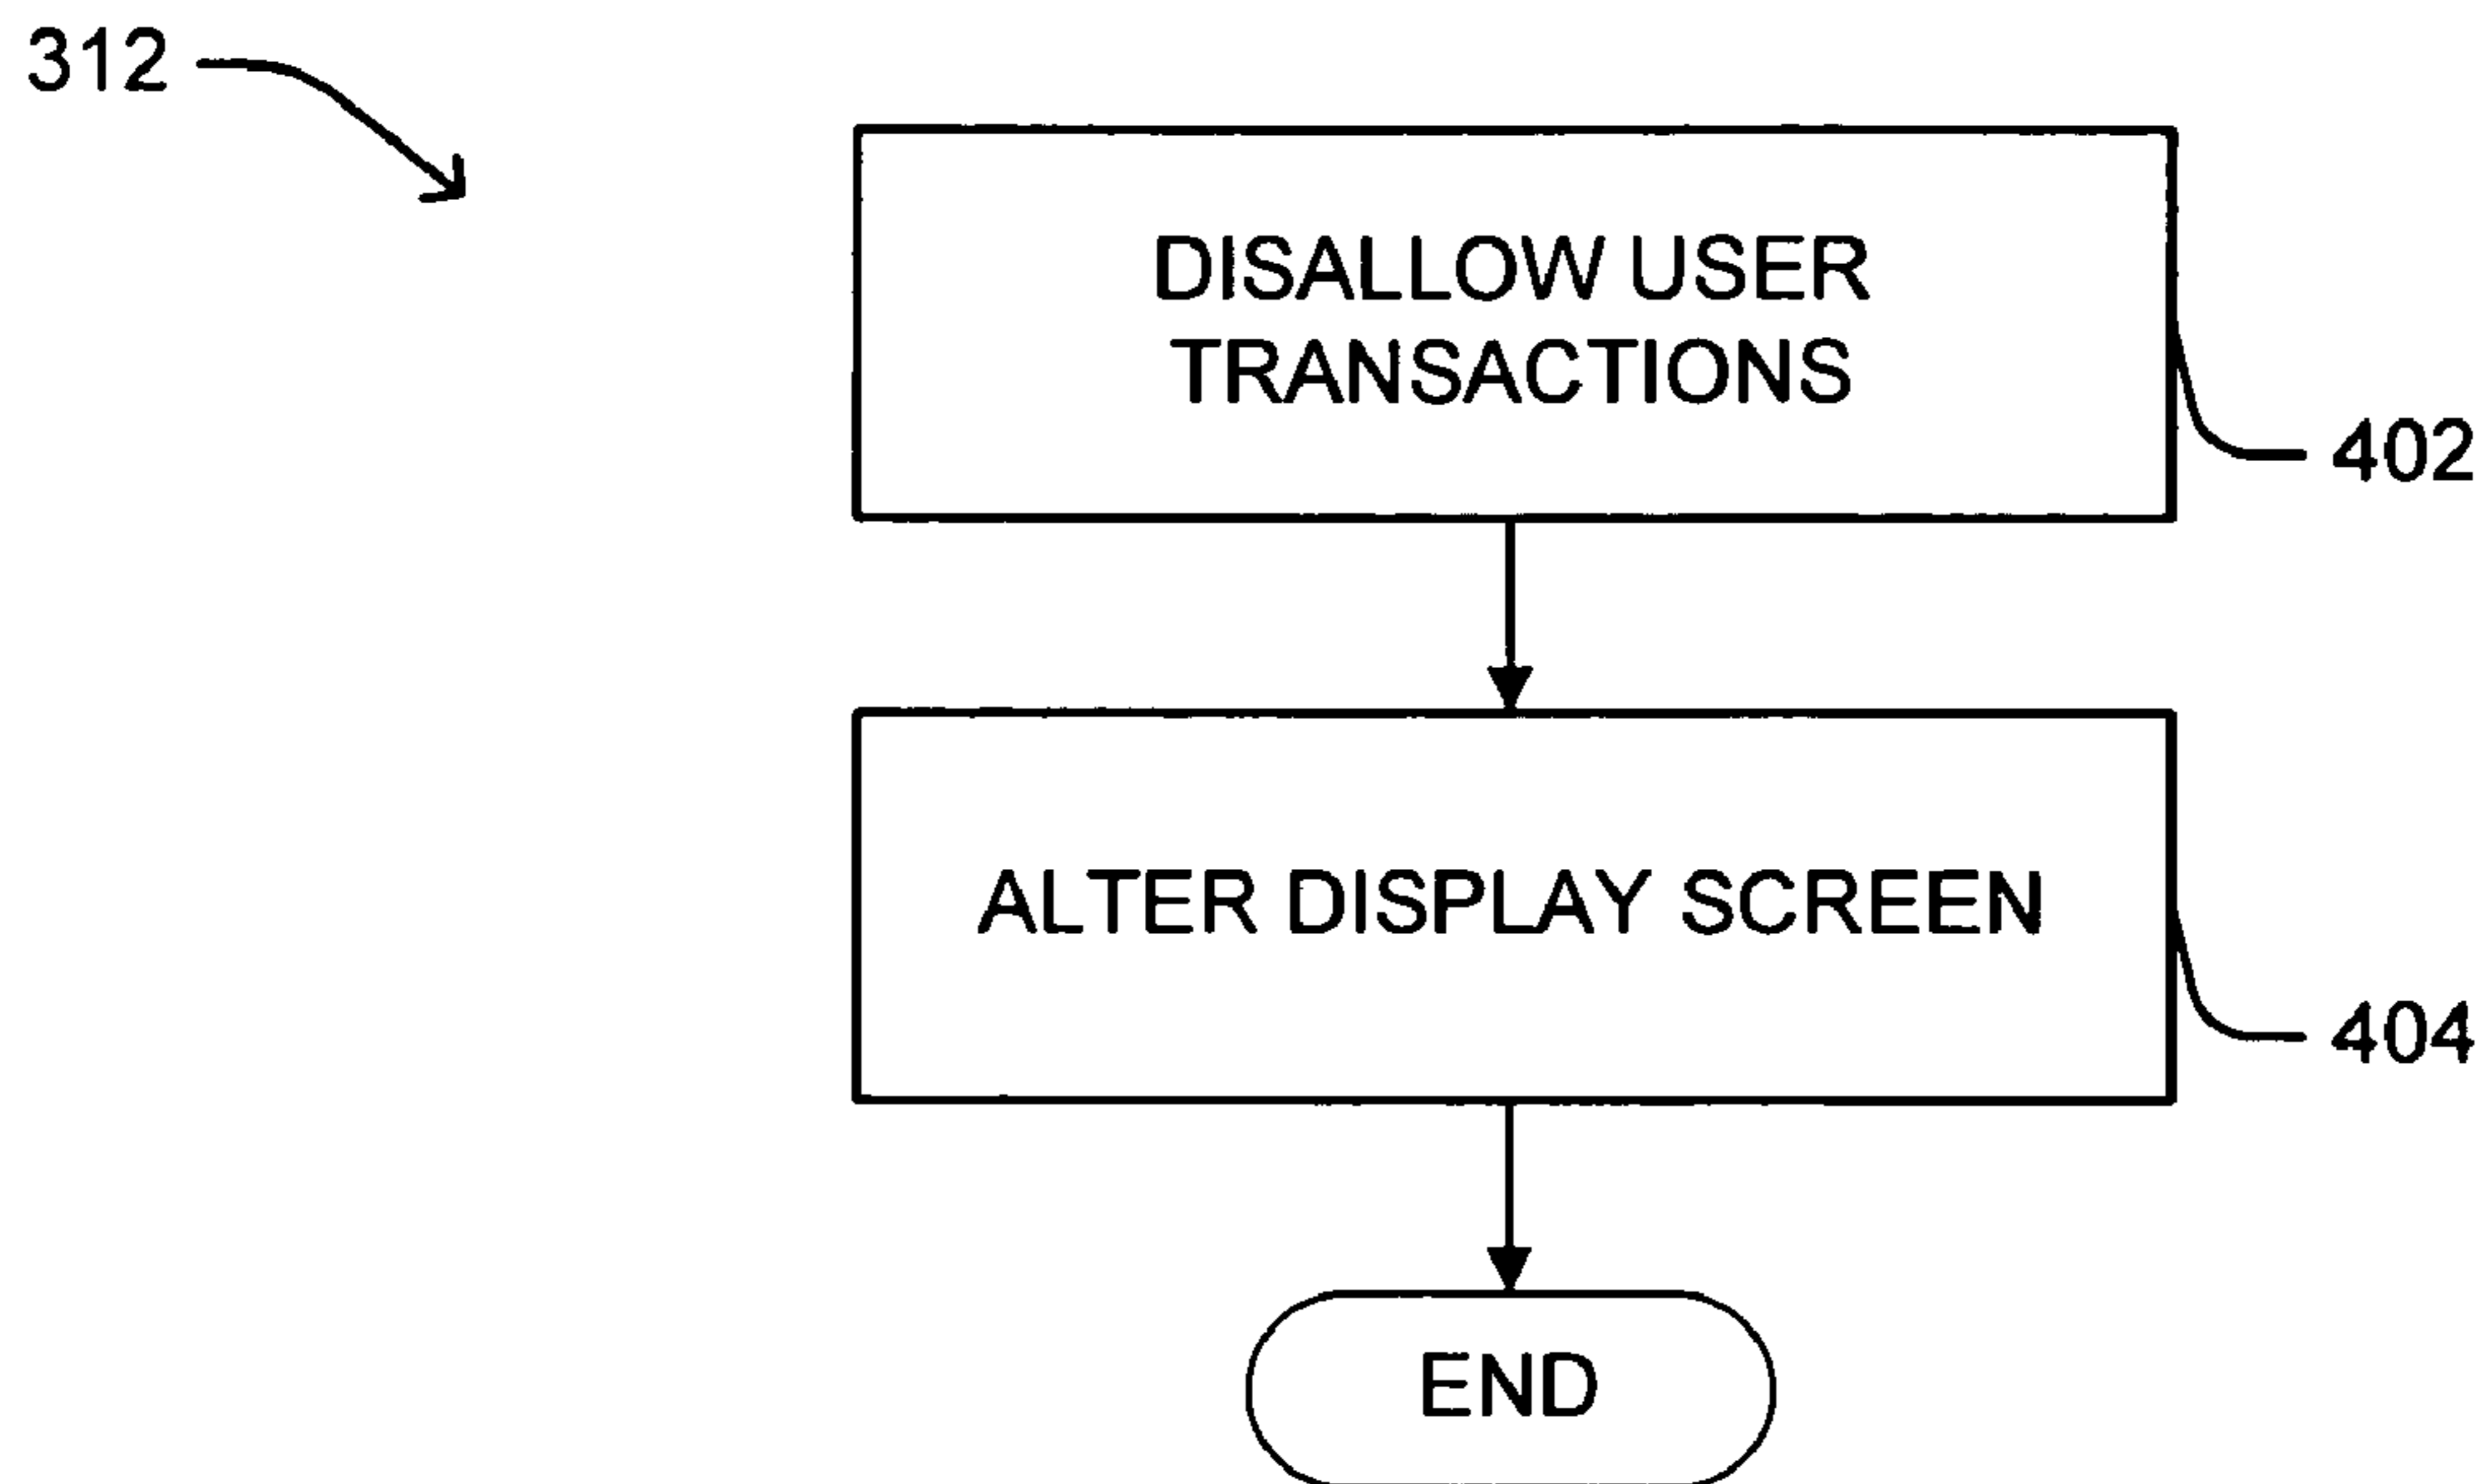 312
DISALLOW USER
TRANSACTIONS
402
ALTER DISPLAY SCREEN
404
END